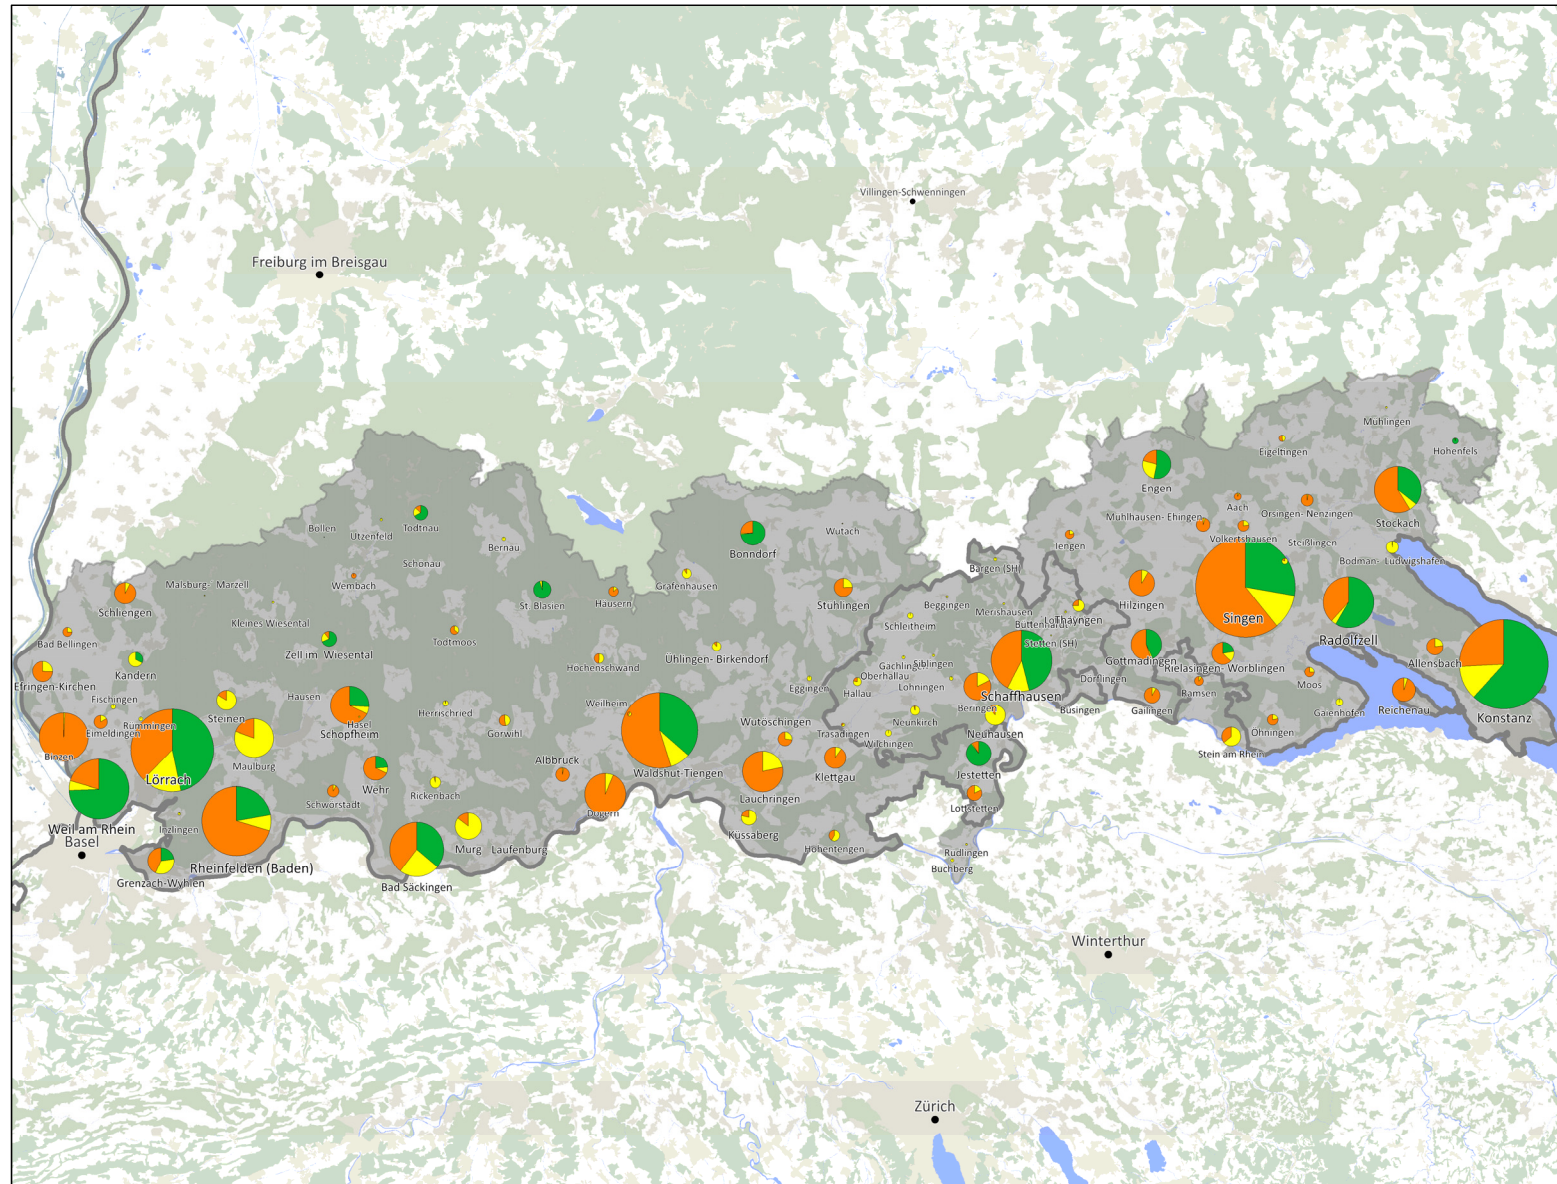 Villingen-Schwenningen
Freiburg im Breisgau
Mühlingen
Hohenfels
Eigeltingen
Engen
Aach
Orsingen- Nenzingen
Stockach
Mühlhausen- Ehingen
Volkertshausen
Steißlingen
Bodman- Ludwigshafen
Tengen
Bollen
Todtnau
Utzenfeld
Bernau
Schönau
Wembach
Bonndorf
Wutach
Grafenhausen
Bargen (SH)
Malsburg- Marzell
Schliengen
Kleines Wiesental
St. Blasien
Häusern
Stühlingen
Beggingen
Schleitheim
Merishausen
Lohn
Thayngen
Büttenhardt
Stetten (SH)
Hilzingen
Singen
Radolfzell
Bad Bellingen
Zell im Wiesental
Todtmoos
Höchenschwand
Ühlingen- Birkendorf
Gächlingen
Siblingen
Oberhallau
Löhningen
Hallau
Eggingen
Schaffhausen
Dörflingen
Gottmadingen
Rielasingen- Worblingen
Allensbach
Efringen-Kirchen
Kandern
Fischingen
Hausen
Steinen
Hasel
Schopfheim
Herrischried
Weilheim
Görwihl
Wutöschingen
Neunkirch
Beringen
Trasadingen
Wilchingen
Neuhausen
Büsingen
Gailingen
Ramsen
Moos
Gaienhofen
Reichenau
Konstanz
Öhningen
Stein am Rhein
Binzen
Eimeldingen
Rümmingen
Lörrach
Maulburg
Wehr
Rickenbach
Albbruck
Waldshut-Tiengen
Lauchringen
Klettgau
Jestetten
Lottstetten
Schwörstadt
Dogern
Küssaberg
Hohentengen
Weil am Rhein
Basel
Inzlingen
Rheinfelden (Baden)
Grenzach-Wyhlen
Murg
Laufenburg
Bad Säckingen
Rüdlingen
Buchberg
Winterthur
Zürich